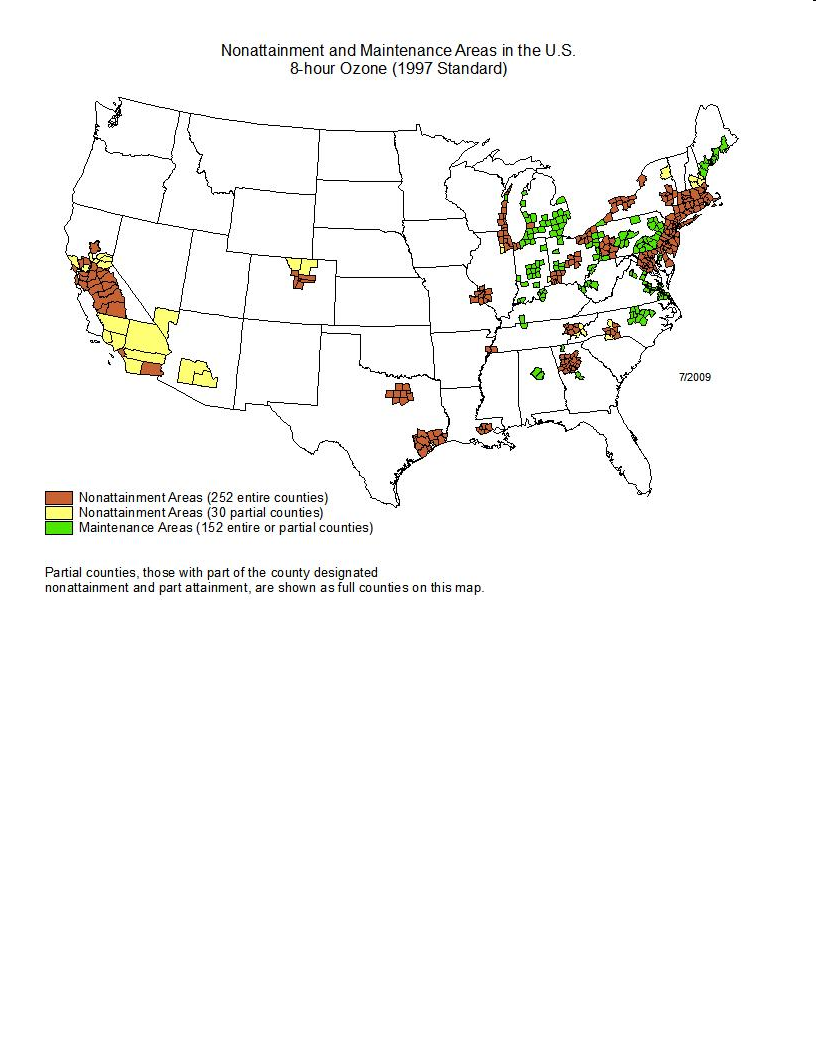 Nonattainment and Maintenance Areas in the U.S.
8-hour Ozone (1997 Standard)
7/2009
Nonattainment Areas (252 entire counties)
Nonattainment Areas (30 partial counties)
Maintenance Areas (152 entire or partial counties)
Partial counties, those with part of the county designated
nonattainment and part attainment, are shown as full counties on this map.